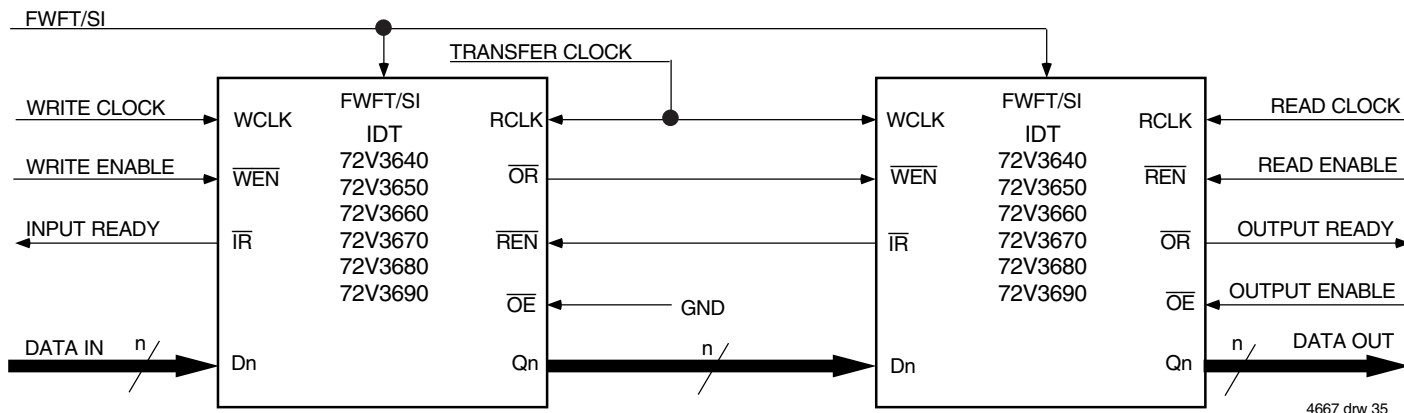 FWFT/SI
TRANSFER CLOCK
FWFT/SI
FWFT/SI
WRITE CLOCK
WCLK
RCLK
WCLK
RCLK
READ CLOCK
IDT
IDT
72V3640
72V3640
WRITE ENABLE
WEN
72V3650
OR
WEN
72V3650
REN
READ ENABLE
72V3660
72V3660
INPUT READY
IR
72V3670
REN
IR
72V3670
OR
OUTPUT READY
72V3680
72V3680
72V3690
OE
GND
72V3690
OE
OUTPUT ENABLE
DATA IN
n
Dn
Qn
n
Dn
Qn
n
DATA OUT
4667 drw 35